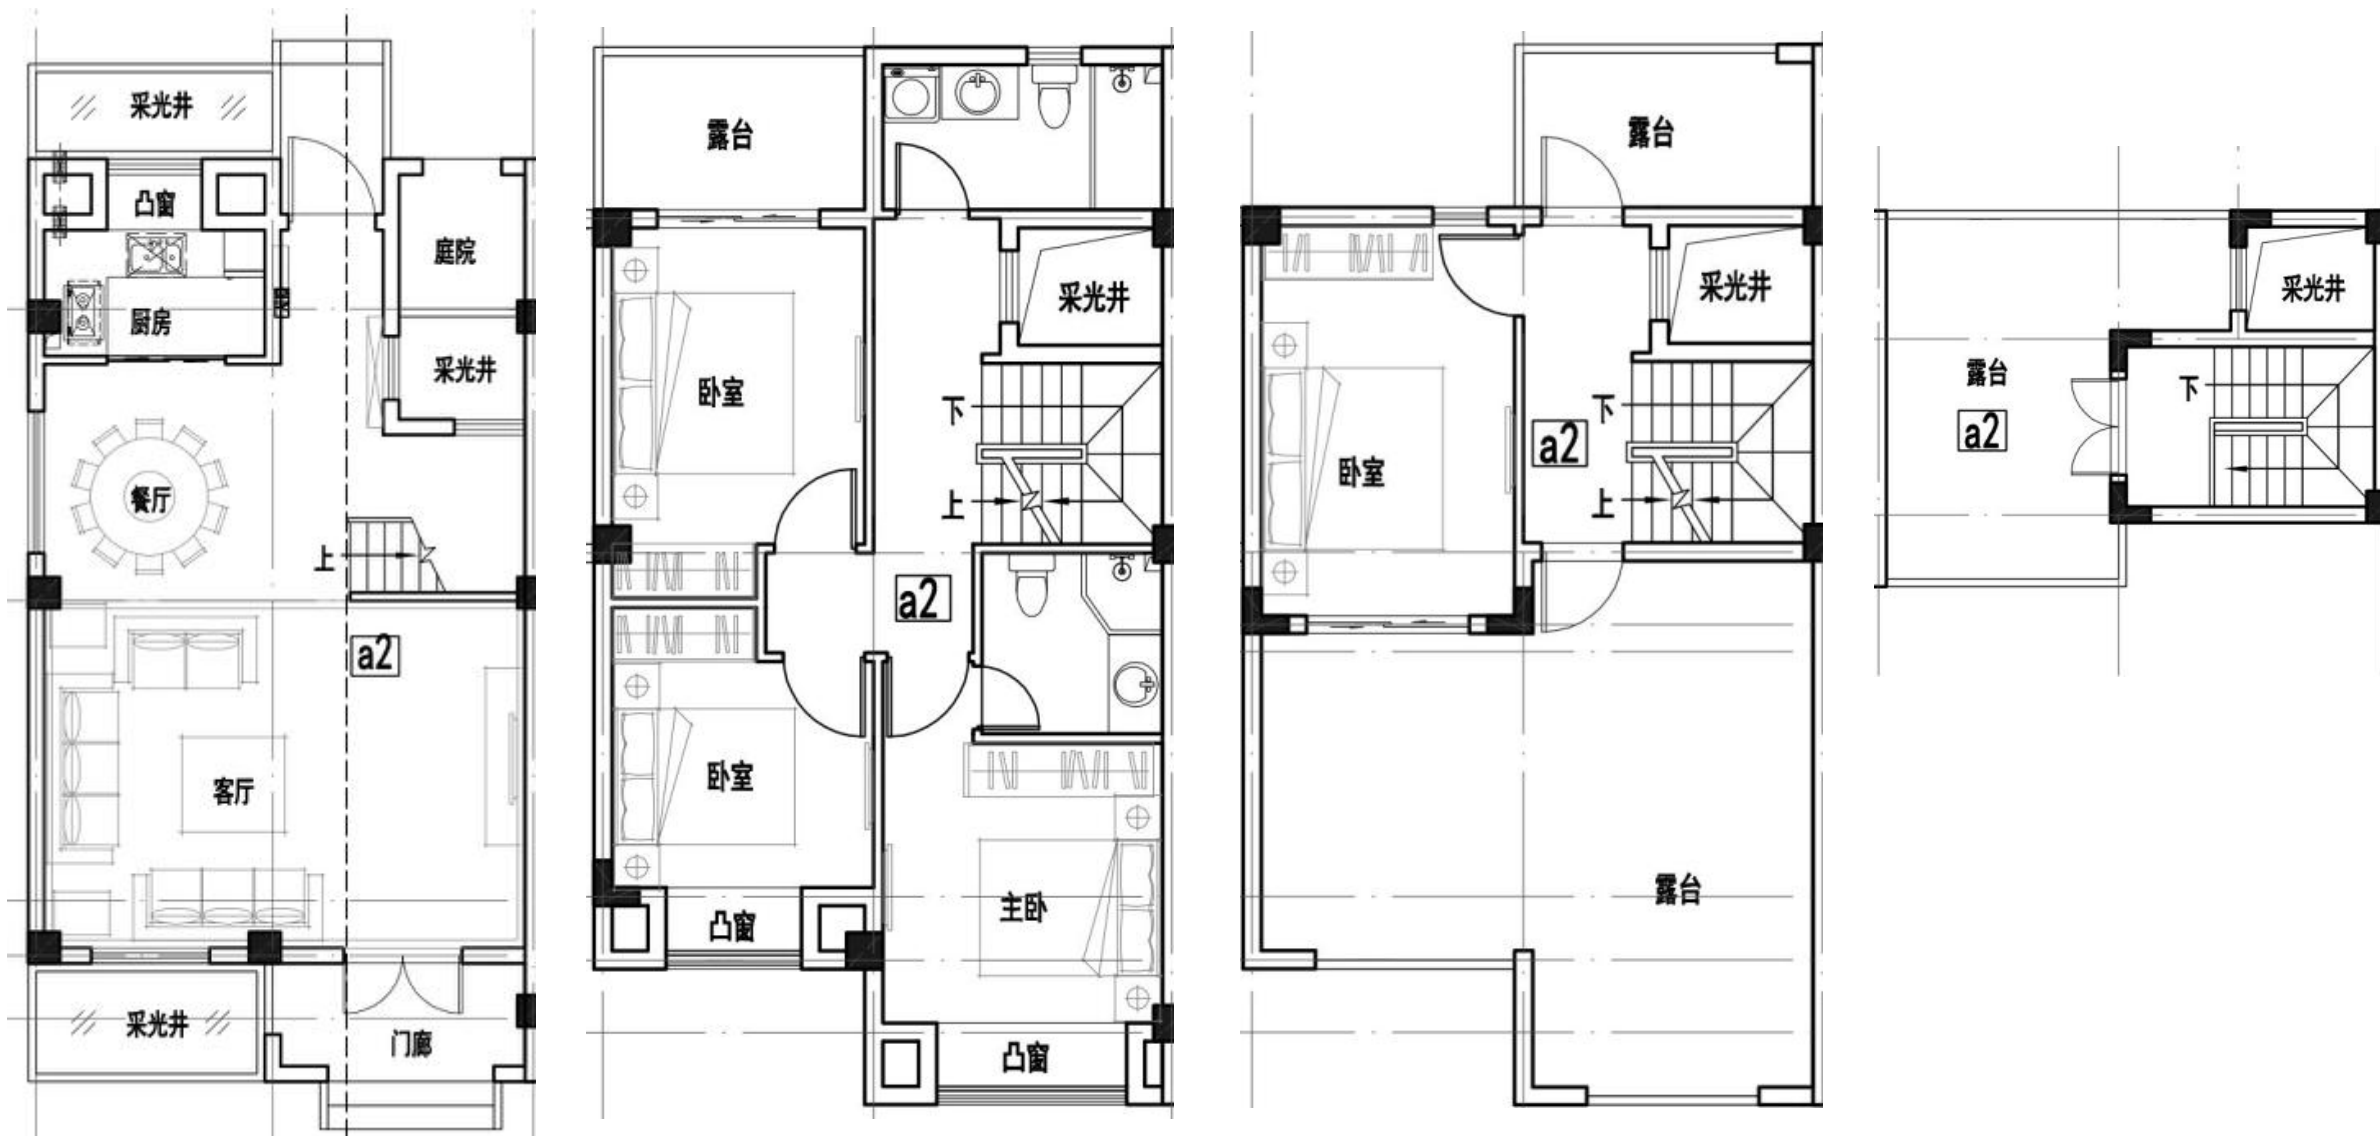 采光井
凸窗
庭院
厨房
采光井
餐厅
上
a2
客厅
采光井
门廊
露台
采光井
卧室
下
上
a2
卧室
主卧
凸窗
凸窗
露台
采光井
下
a2
卧室
上
露台
采光井
露台
下
a2